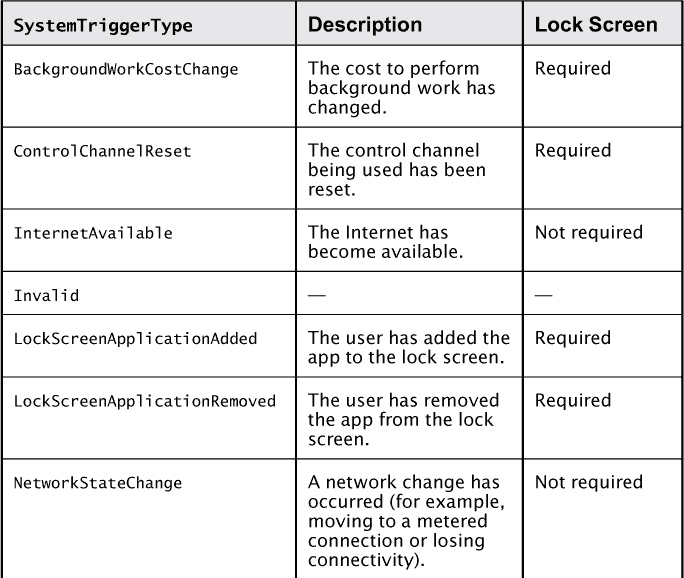 SystemTriggerType Description Lock Screen
BackgroundWorkCostChange The cost to perform Required
background work has
changed.
ControlChannelReset The control channel Required
being used has been
reset.
InternetAvailable The Internet has Not required
become available.
Invalid — —
LockScreenApplicationAdded The user has added the Required
app to the lock screen.
LockScreenApplicationRemoved The user has removed Required
the app from the lock
screen.
NetworkStateChange A network change has Not required
occurred (for example,
moving to a metered
connection or losing
connectivity).